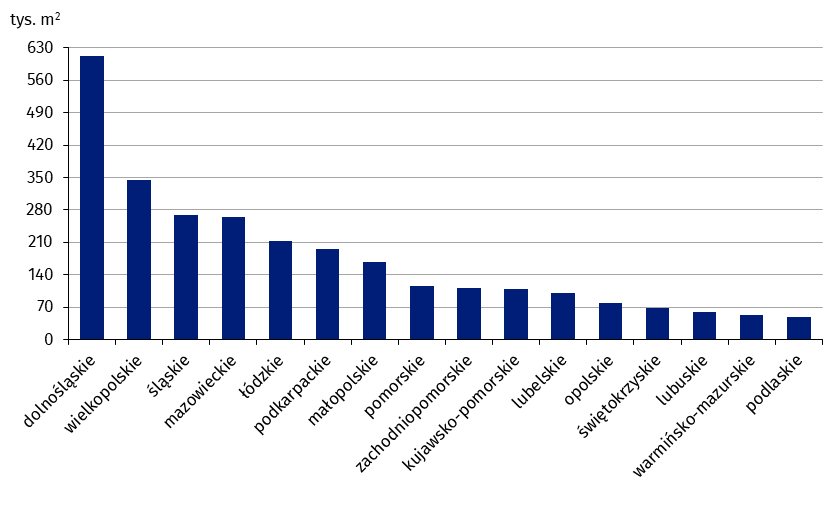 tys. m²
630
560
490
420
350
280
210
140
70
0
dolnośląskie
wielkopolskie
śląskie
mazowieckie
łódzkie
podkarpackie
małopolskie
pomorskie
zachodniopomorskie
kujawsko-pomorskie
lubelskie
opolskie
świętokrzyskie
lubuskie
warmińsko-mazurskie
podlaskie